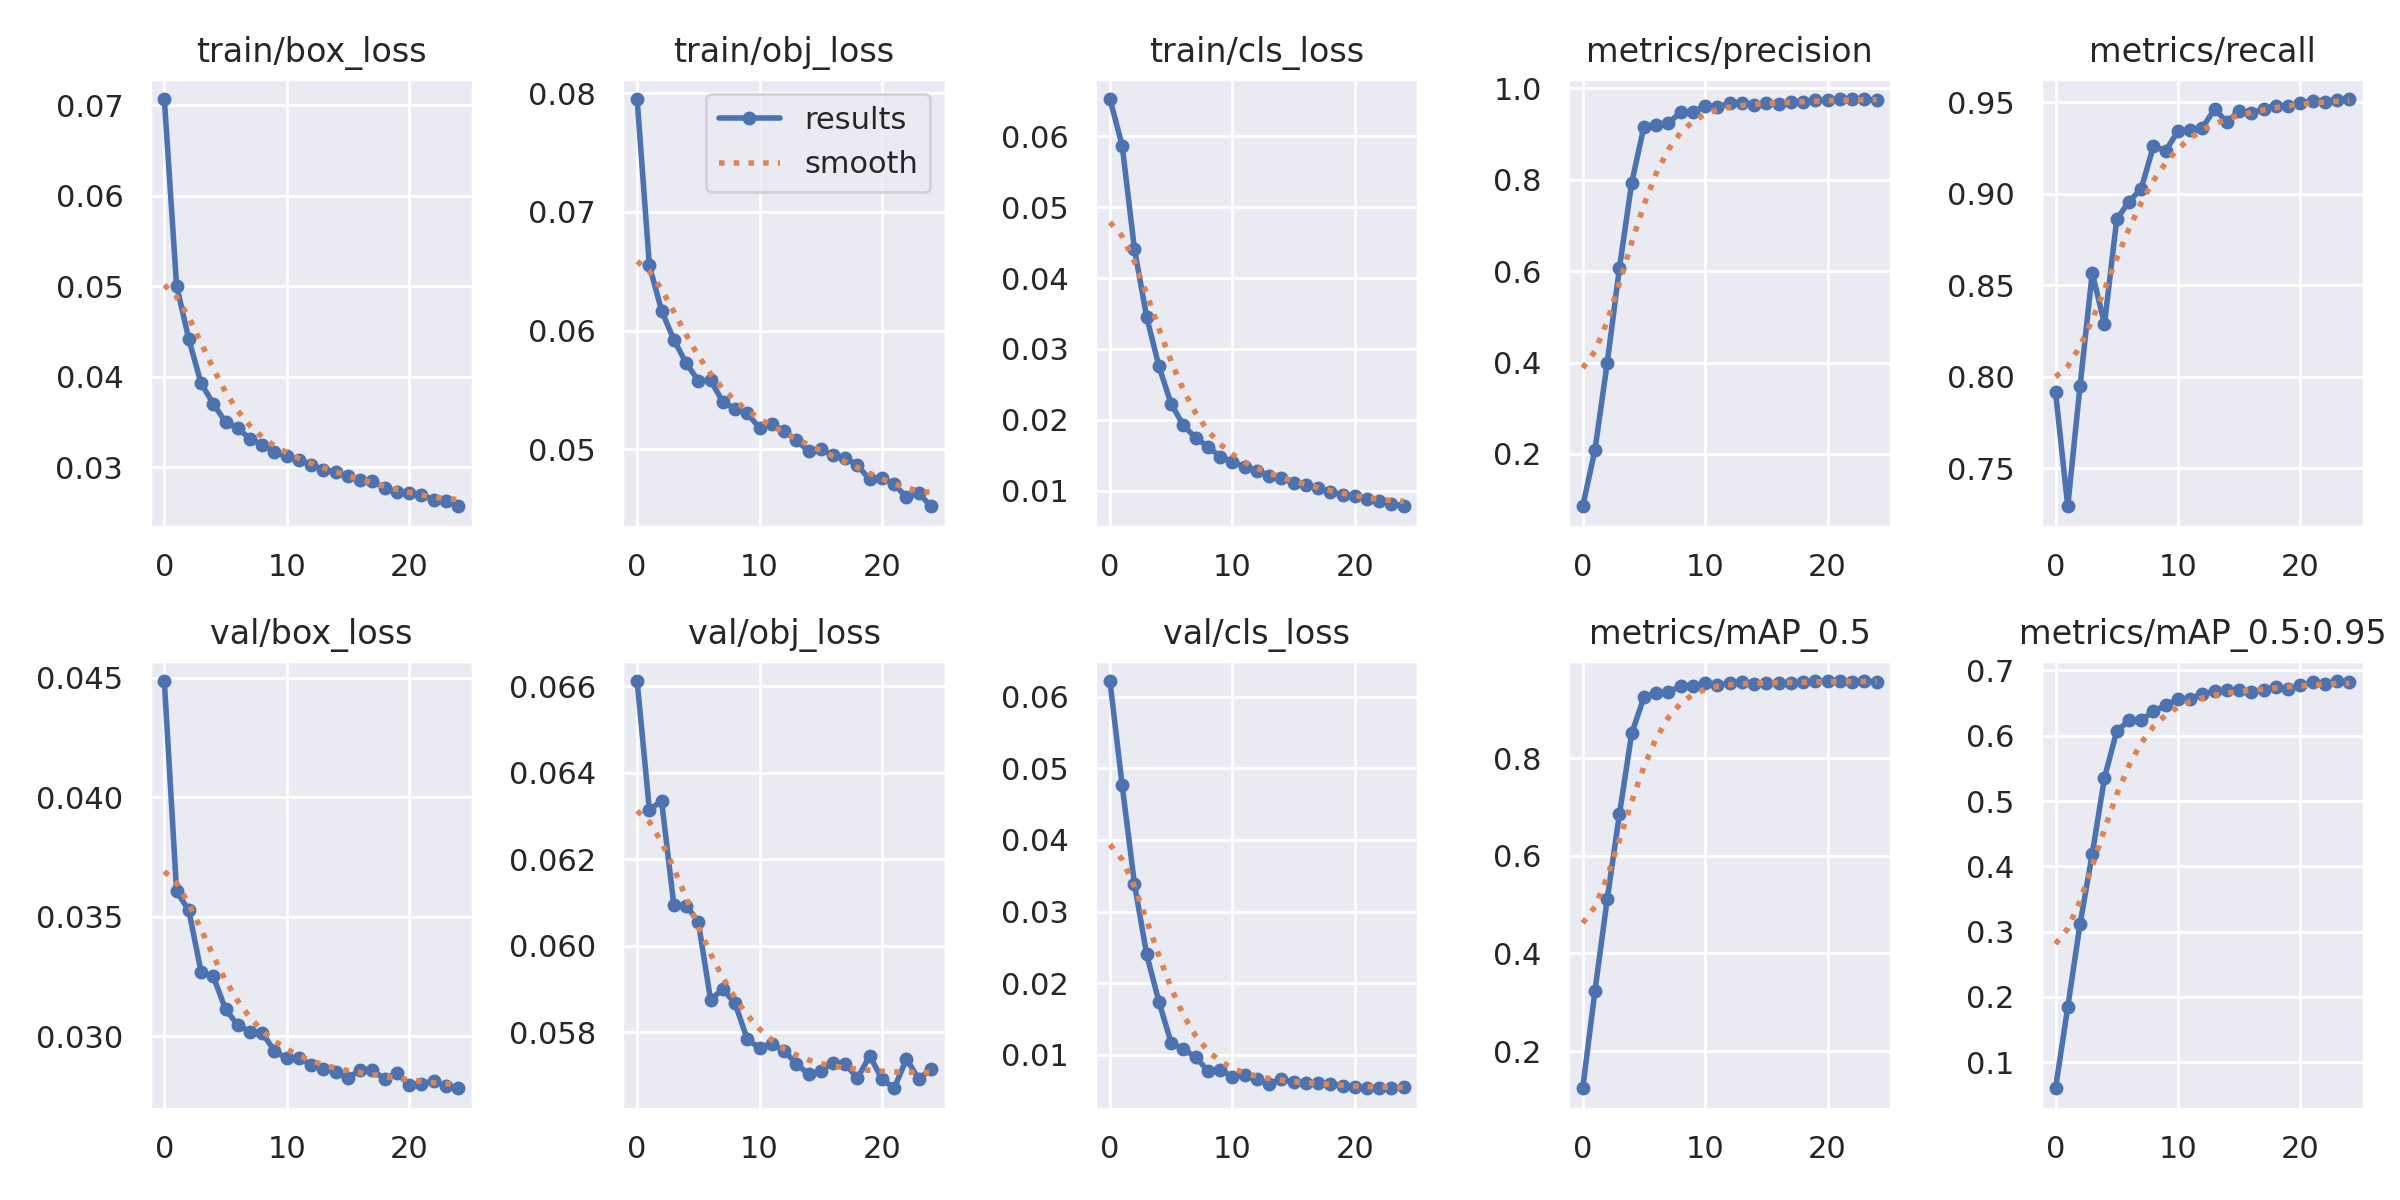 train/box_loss
0.07
0.06
0.05
0.04
0.03
0 10 20
train/obj_loss
results
smooth
0.08
0.07
0.06
0.05
0 10 20
train/cls_loss
0.06
0.05
0.04
0.03
0.02
0.01
0 10 20
metrics/precision
1.0
0.8
0.6
0.4
0.2
0 10 20
metrics/recall
0.95
0.90
0.85
0.80
0.75
0 10 20
val/box_loss
0.045
0.040
0.035
0.030
0 10 20
val/obj_loss
0.066
0.064
0.062
0.060
0.058
0 10 20
val/cls_loss
0.06
0.05
0.04
0.03
0.02
0.01
0 10 20
metrics/mAP_0.5
0.8
0.6
0.4
0.2
0 10 20
metrics/mAP_0.5:0.95
0.7
0.6
0.5
0.4
0.3
0.2
0.1
0 10 20